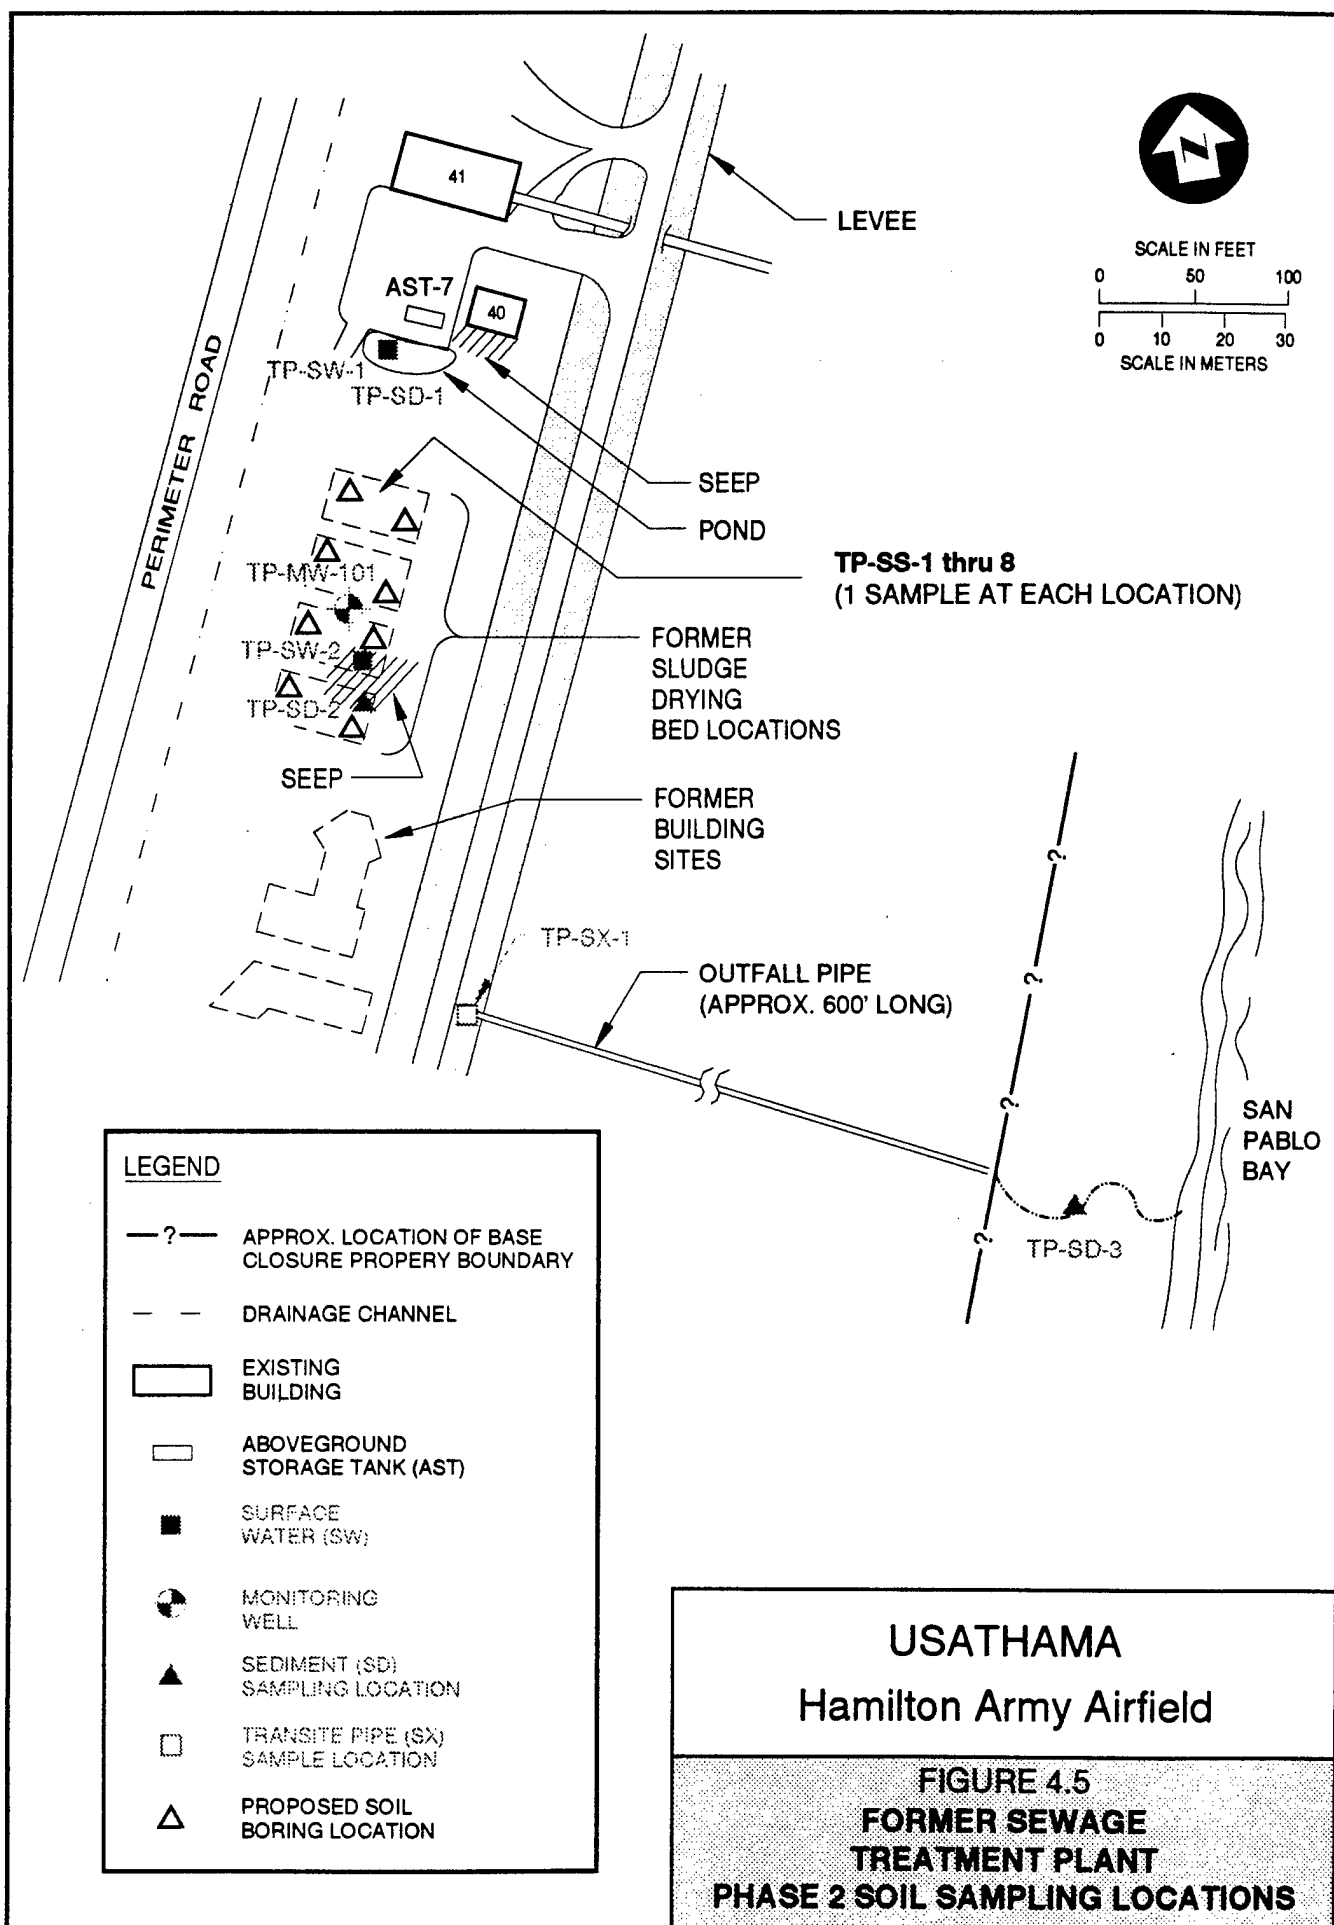 41
LEVEE
SCALE IN FEET
0 50 100
0 10 20 30
SCALE IN METERS
AST-7
40
TP-SW-1
TP-SD-1
PERIMETER ROAD
SEEP
POND
TP-SS-1 thru 8
(1 SAMPLE AT EACH LOCATION)
TP-MW-101
TP-SW-2
TP-SD-2
FORMER
SLUDGE
DRYING
BED LOCATIONS
SEEP
FORMER
BUILDING
SITES
TP-SX-1
OUTFALL PIPE
(APPROX. 600' LONG)
?
?
?
?
SAN
PABLO
BAY
TP-SD-3
LEGEND
? APPROX. LOCATION OF BASE
CLOSURE PROPERY BOUNDARY
DRAINAGE CHANNEL
EXISTING
BUILDING
ABOVEGROUND
STORAGE TANK (AST)
SURFACE
WATER (SW)
MONITORING
WELL
SEDIMENT (SD)
SAMPLING LOCATION
TRANSITE PIPE (SX)
SAMPLE LOCATION
PROPOSED SOIL
BORING LOCATION
USATHAMA
Hamilton Army Airfield
FIGURE 4.5
FORMER SEWAGE
TREATMENT PLANT
PHASE 2 SOIL SAMPLING LOCATIONS
N